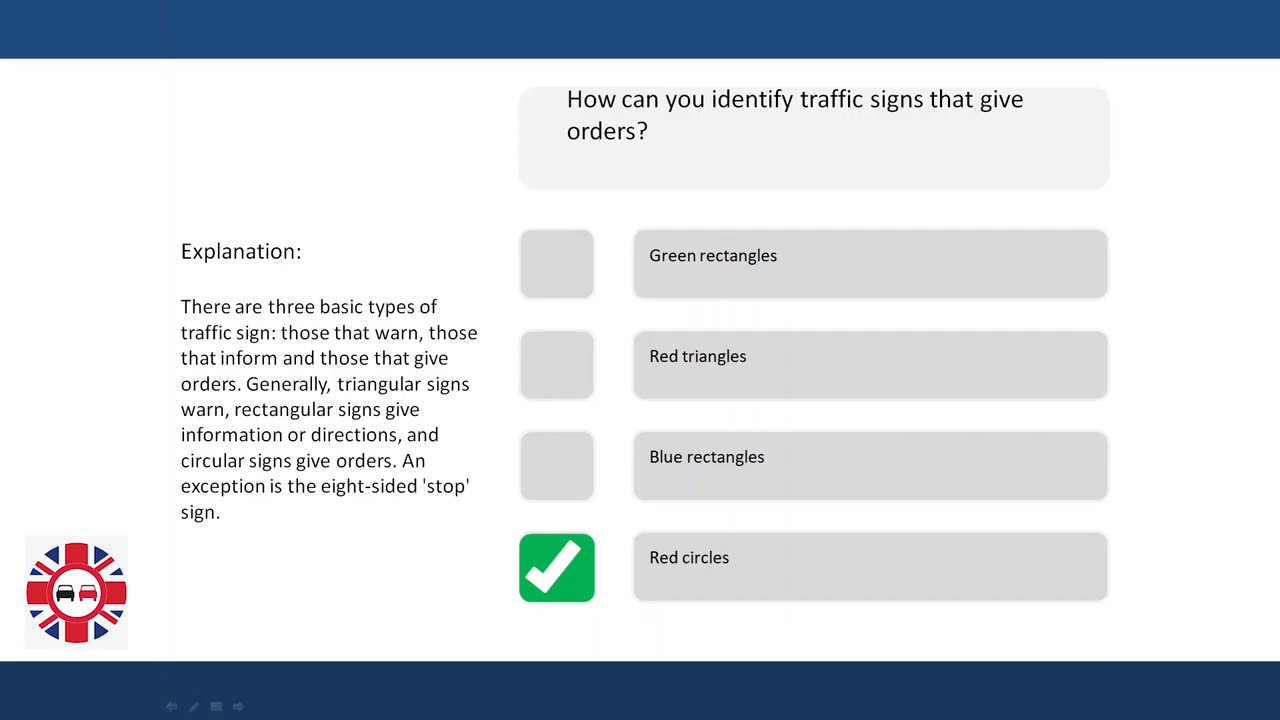 How can you identify traffic signs that give
orders?
Explanation:
There are three basic types of
traffic sign: those that warn, those
that inform and those that give
orders. Generally, triangular signs
warn, rectangular signs give
information or directions, and
circular signs give orders. An
exception is the eight-sided 'stop'
sign.
Green rectangles
Red triangles
Blue rectangles
Red circles